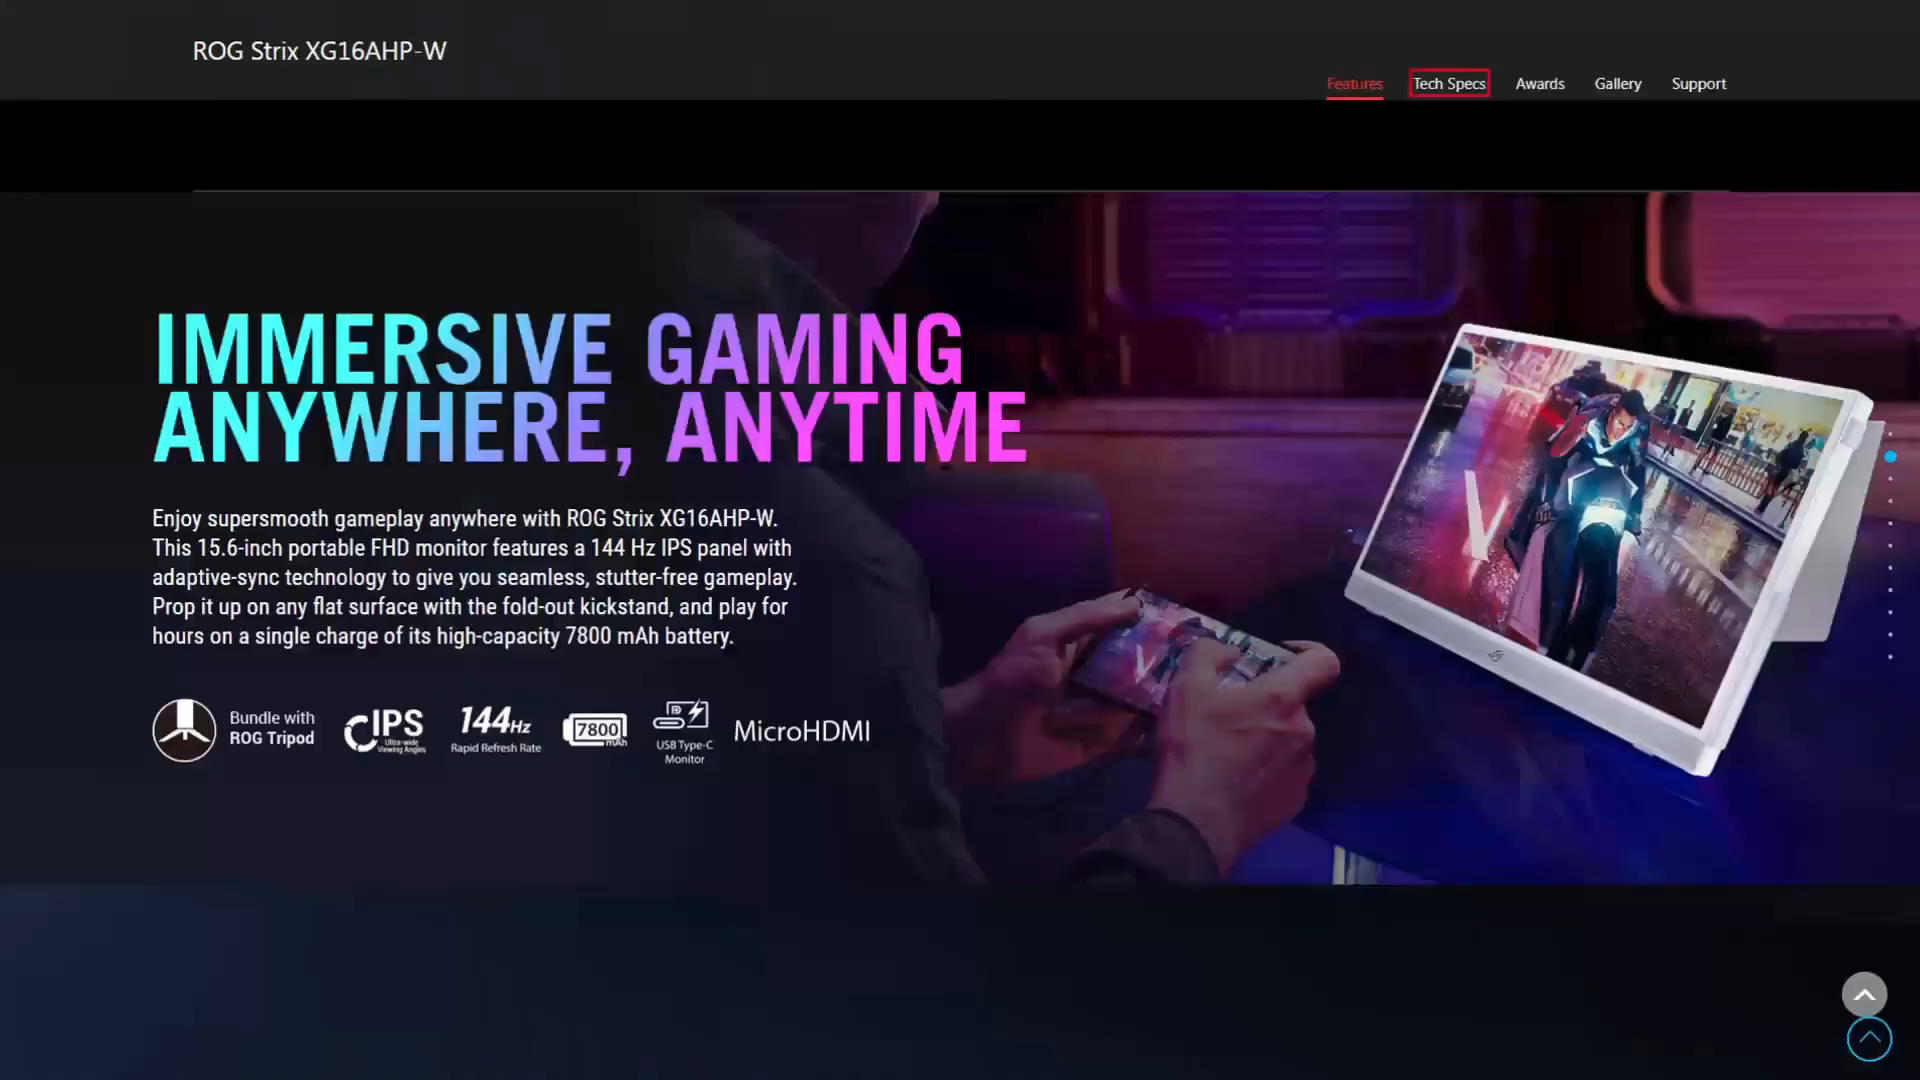 ROG Strix XG16AHP-W
Features Tech Specs Awards Gallery Support
IMMERSIVE GAMING
ANYWHERE, ANYTIME
Enjoy supersmooth gameplay anywhere with ROG Strix XG16AHP-W.
This 15.6-inch portable FHD monitor features a 144 Hz IPS panel with
adaptive-sync technology to give you seamless, stutter-free gameplay.
Prop it up on any flat surface with the fold-out kickstand, and play for
hours on a single charge of its high-capacity 7800 mAh battery.
Bundle with
ROG Tripod
IPS
Ultra-wide
Viewing Angles
144Hz
Rapid Refresh Rate
7800
mAh
USB Type-C
Monitor
MicroHDMI
V
V